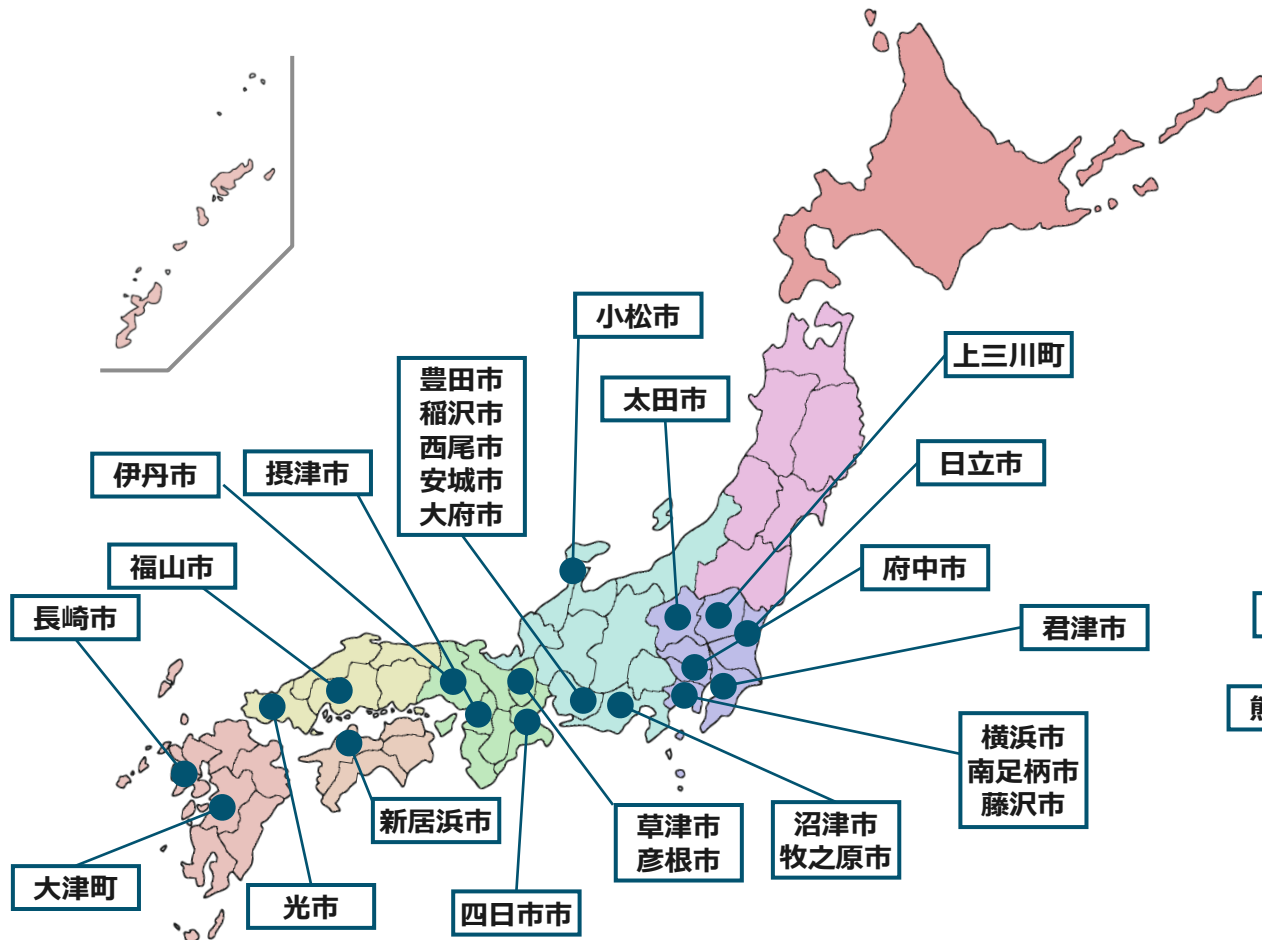 小松市
上三川町
豊田市
稲沢市
西尾市
安城市
大府市
太田市
伊丹市
摂津市
日立市
福山市
府中市
長崎市
君津市
熊
横浜市
南足柄市
藤沢市
新居浜市
草津市
彦根市
沼津市
牧之原市
大津町
光市
四日市市